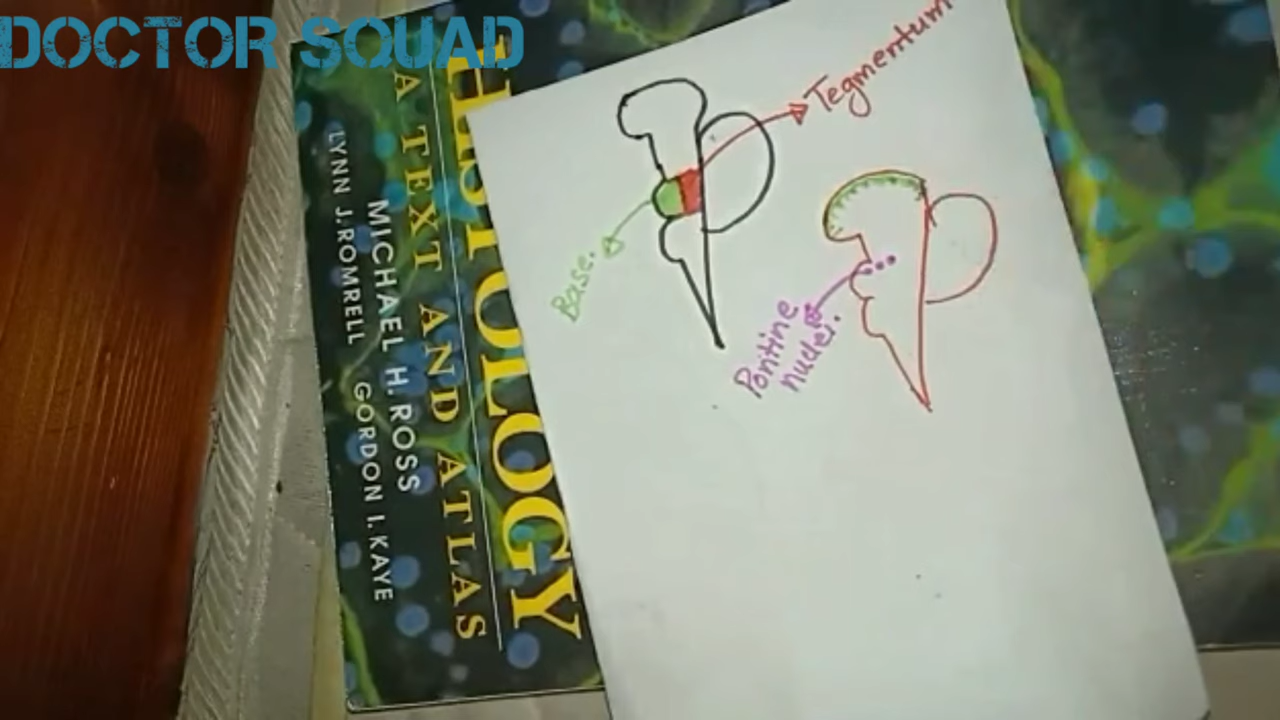 DOCTOR SQUAD
HISTOLOGY
A TEXT AND ATLAS
MICHAEL H. ROSS
LYNN J. ROMRELL GORDON I. KAYE
Tegmentum
Base.
Pontine
nuclei.